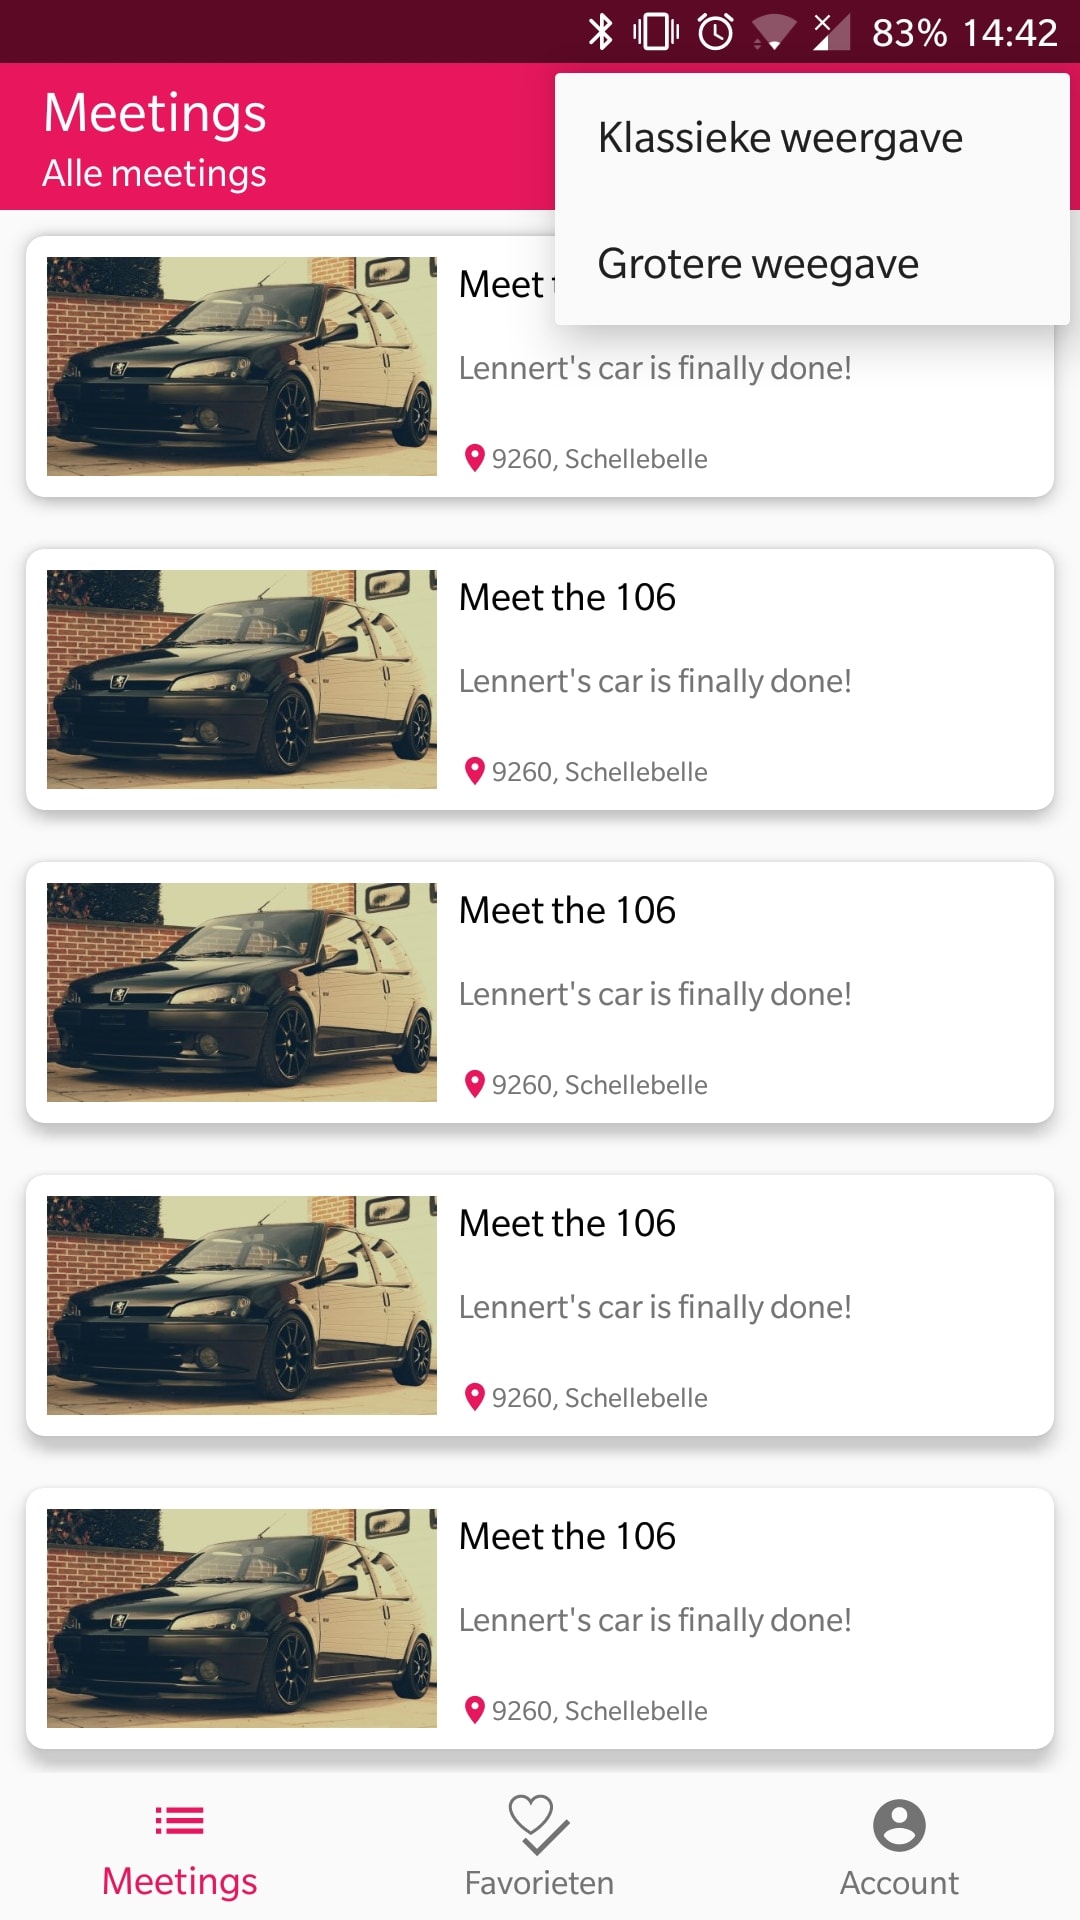 83% 14:42
Meetings
Alle meetings
Klassieke weergave
Grotere weegave
Meet
Lennert's car is finally done!
9260, Schellebelle
Meet the 106
Lennert's car is finally done!
9260, Schellebelle
Meet the 106
Lennert's car is finally done!
9260, Schellebelle
Meet the 106
Lennert's car is finally done!
9260, Schellebelle
Meet the 106
Lennert's car is finally done!
9260, Schellebelle
Meetings
Favorieten
Account